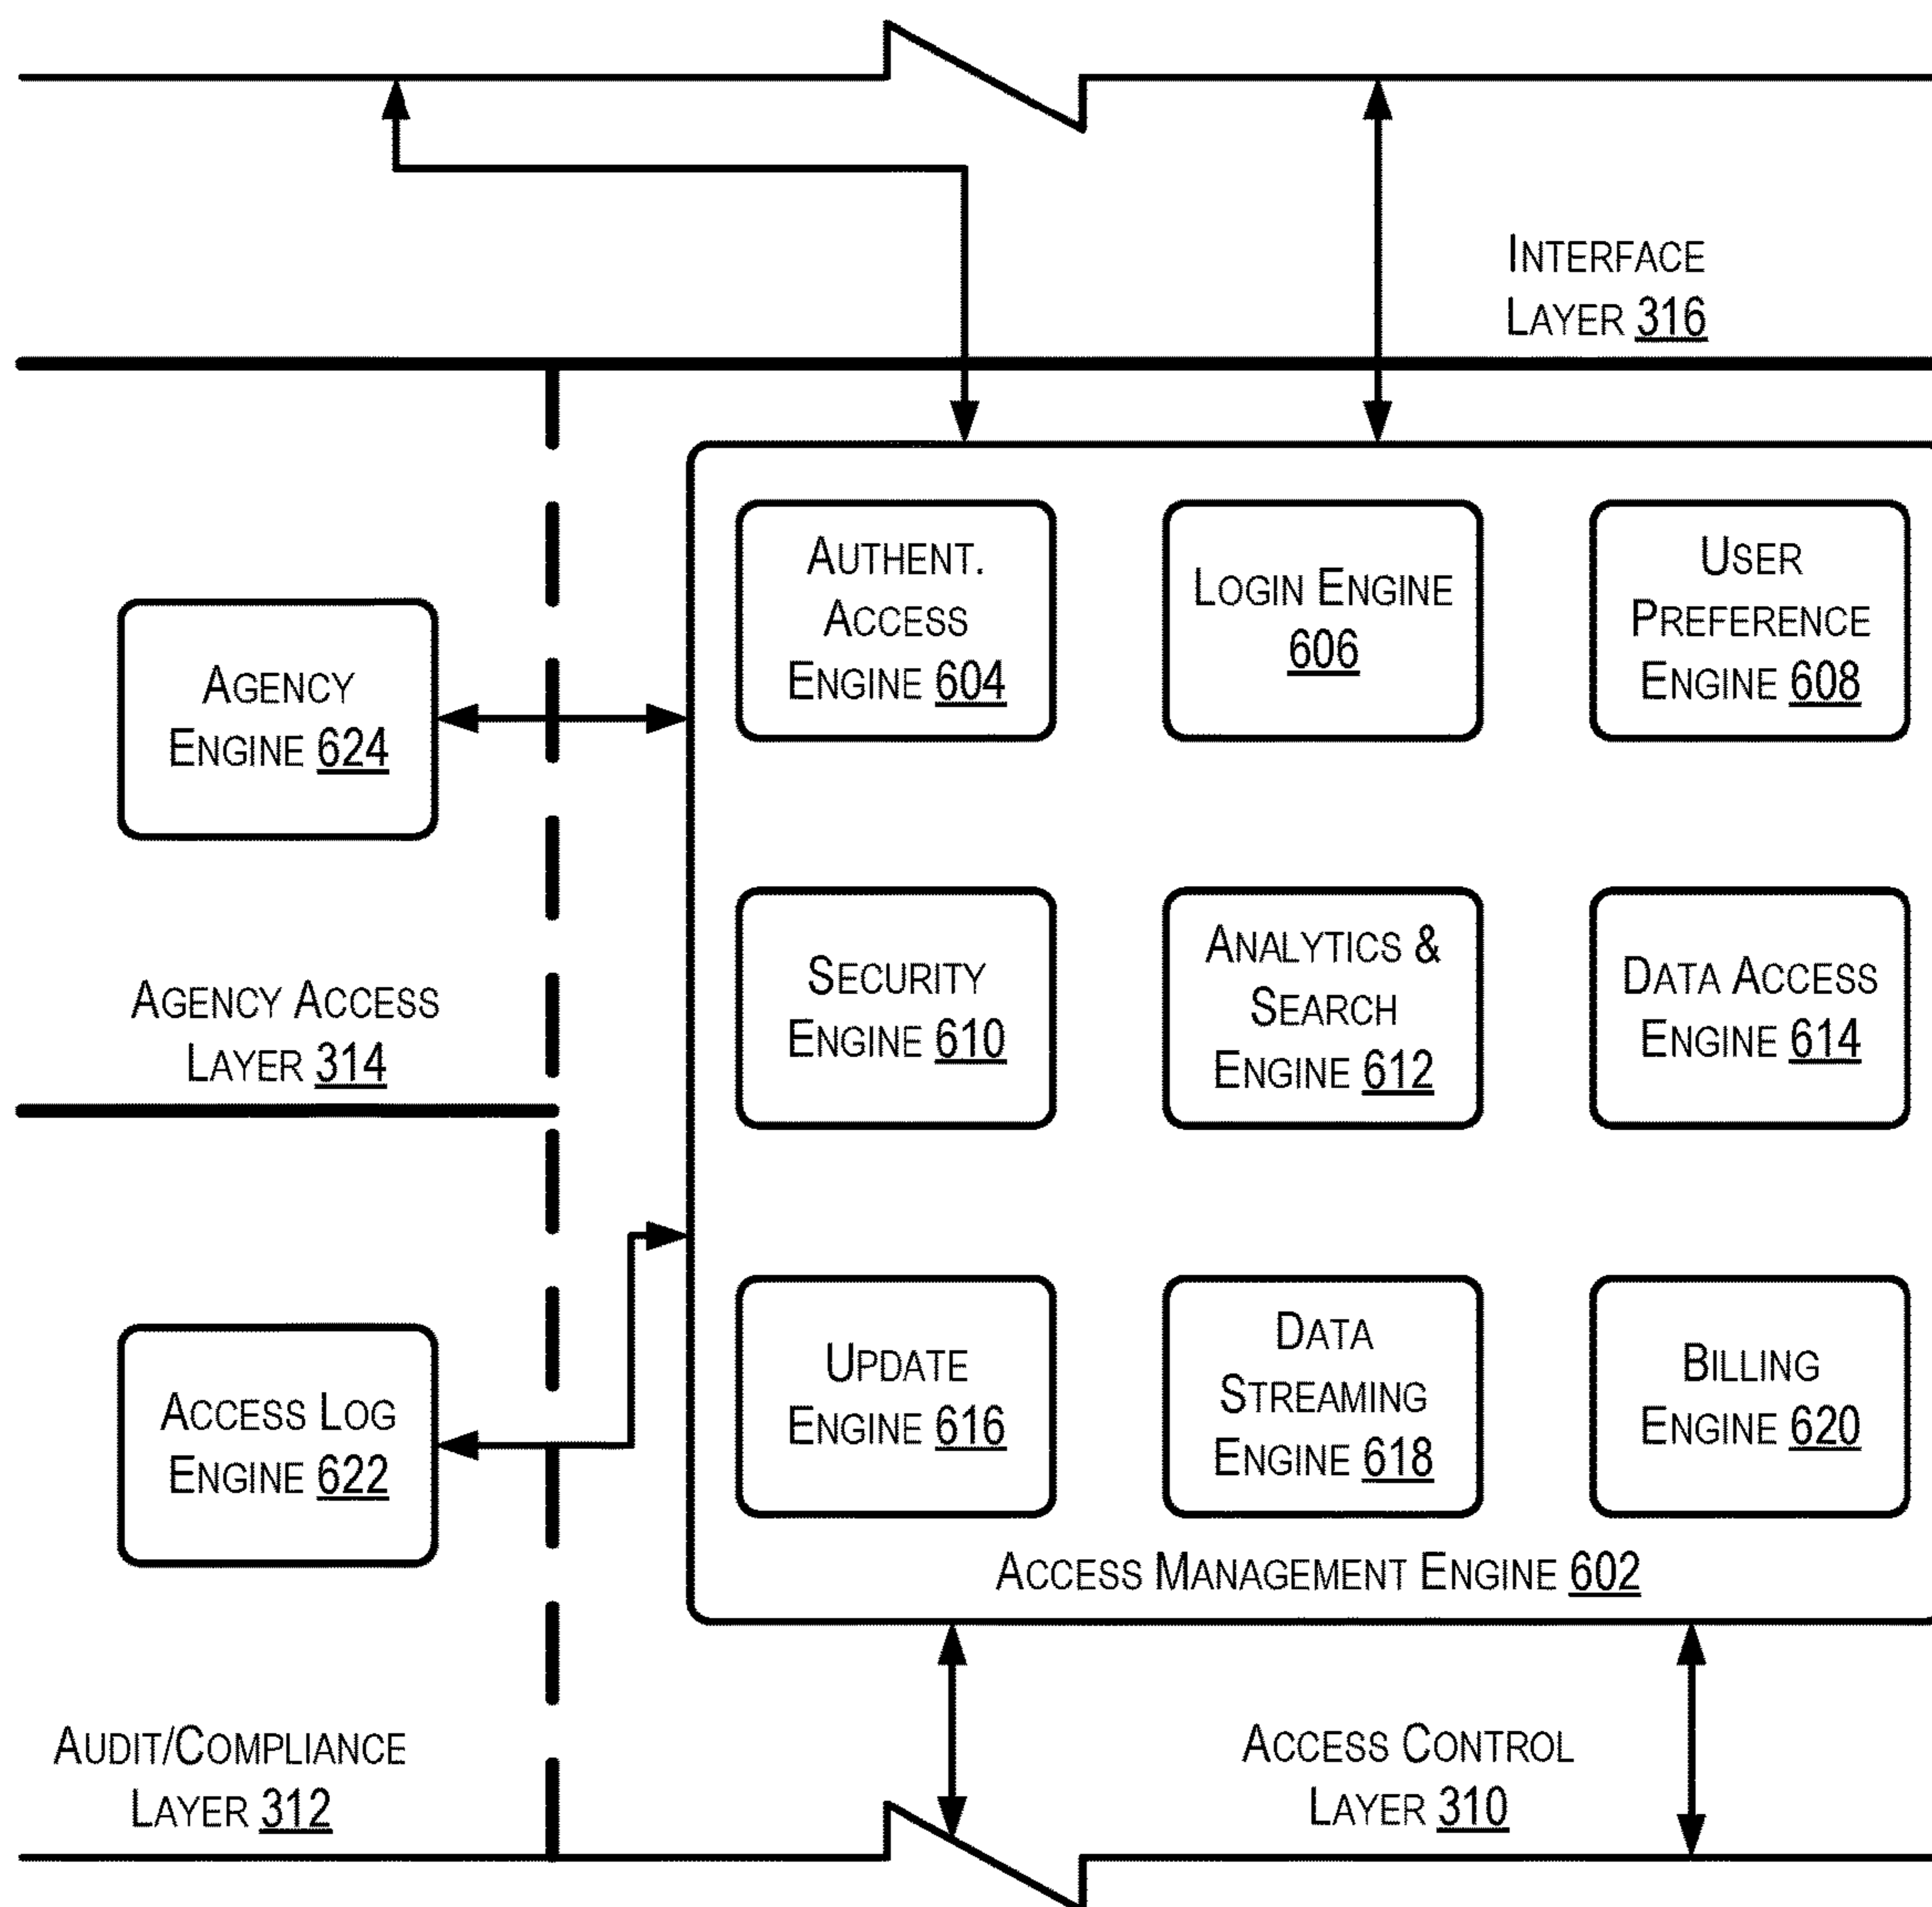 INTERFACE
LAYER 316
AUTHENT.
ACCESS
ENGINE 604
LOGIN ENGINE
606
USER
PREFERENCE
ENGINE 608
AGENCY
ENGINE 624
SECURITY
ENGINE 610
ANALYTICS &
SEARCH
ENGINE 612
DATA ACCESS
ENGINE 614
AGENCY ACCESS
LAYER 314
UPDATE
ENGINE 616
DATA
STREAMING
ENGINE 618
BILLING
ENGINE 620
ACCESS LOG
ENGINE 622
ACCESS MANAGEMENT ENGINE 602
AUDIT/COMPLIANCE
LAYER 312
ACCESS CONTROL
LAYER 310